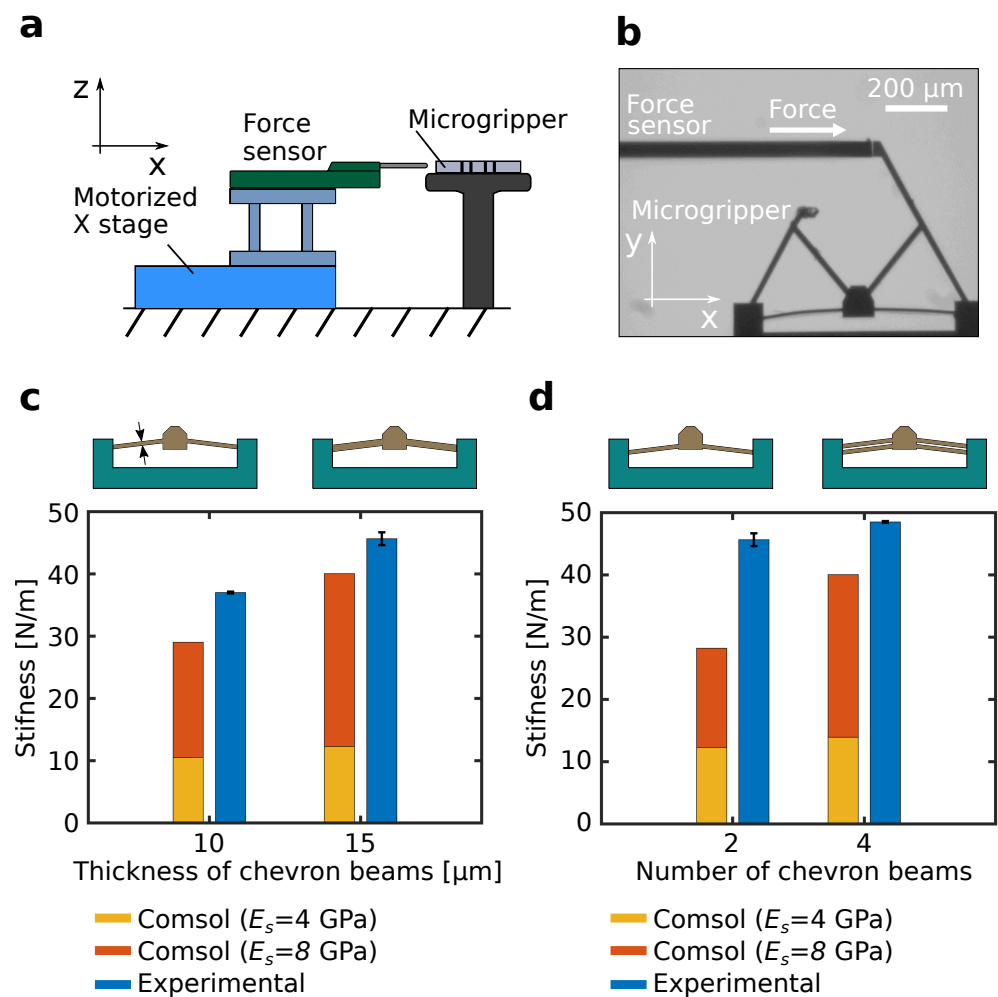 a
z
x
Force
sensor
Microgripper
Motorized
X stage
b
200 µm
Force
sensor
Force
Microgripper
y
x
c
50
40
30
20
10
0
Stifness [N/m]
10
15
Thickness of chevron beams [µm]
Comsol (Es=4 GPa)
Comsol (Es=8 GPa)
Experimental
d
50
40
30
20
10
0
Stifness [N/m]
2
4
Number of chevron beams
Comsol (Es=4 GPa)
Comsol (Es=8 GPa)
Experimental